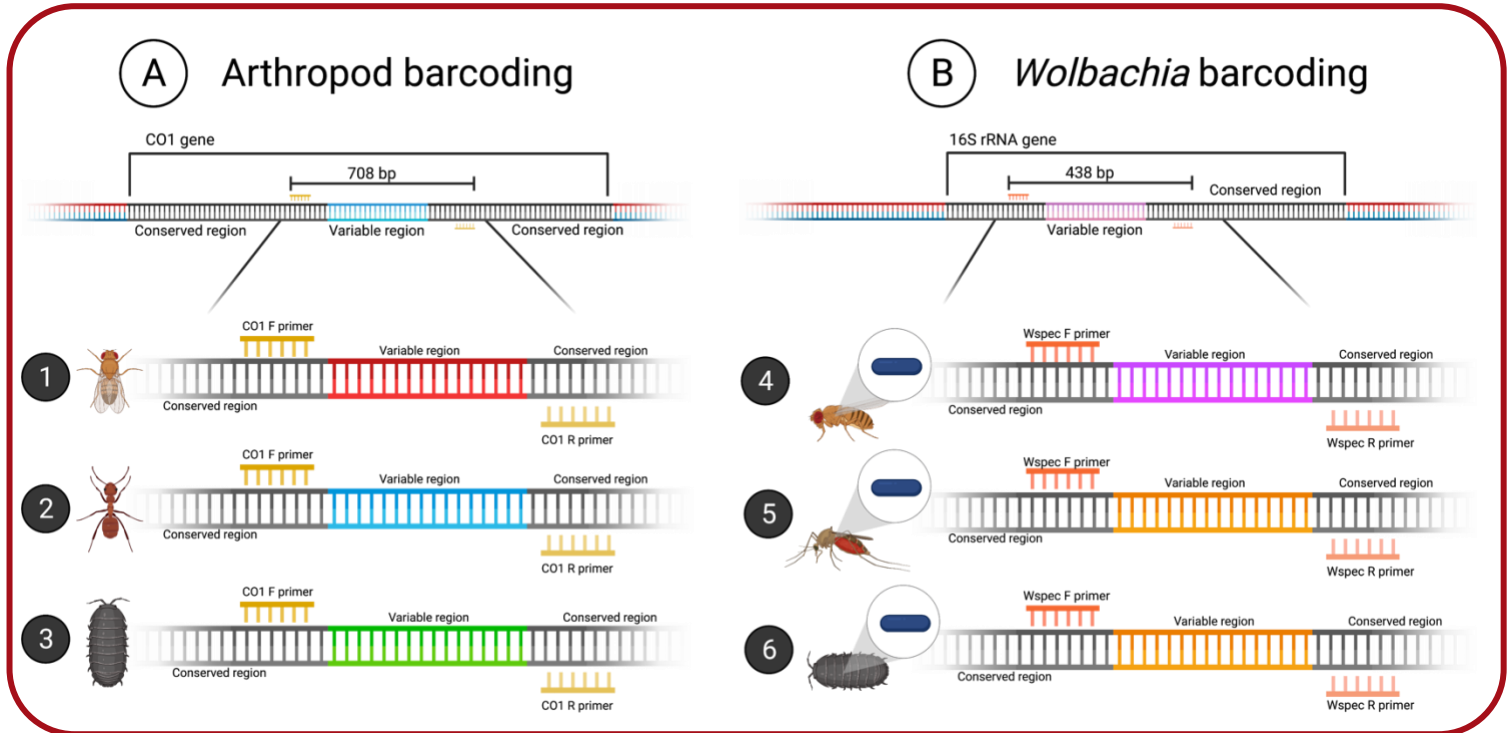 A Arthropod barcoding
CO1 gene
708 bp
Conserved region
Variable region
Conserved region
1
CO1 F primer
Variable region
Conserved region
Conserved region
CO1 R primer
2
CO1 F primer
Variable region
Conserved region
Conserved region
CO1 R primer
3
CO1 F primer
Variable region
Conserved region
Conserved region
CO1 R primer
B Wolbachia barcoding
16S rRNA gene
438 bp
Conserved region
Variable region
4
Wspec F primer
Variable region
Conserved region
Conserved region
Wspec R primer
5
Wspec F primer
Variable region
Conserved region
Conserved region
Wspec R primer
6
Wspec F primer
Variable region
Conserved region
Conserved region
Wspec R primer